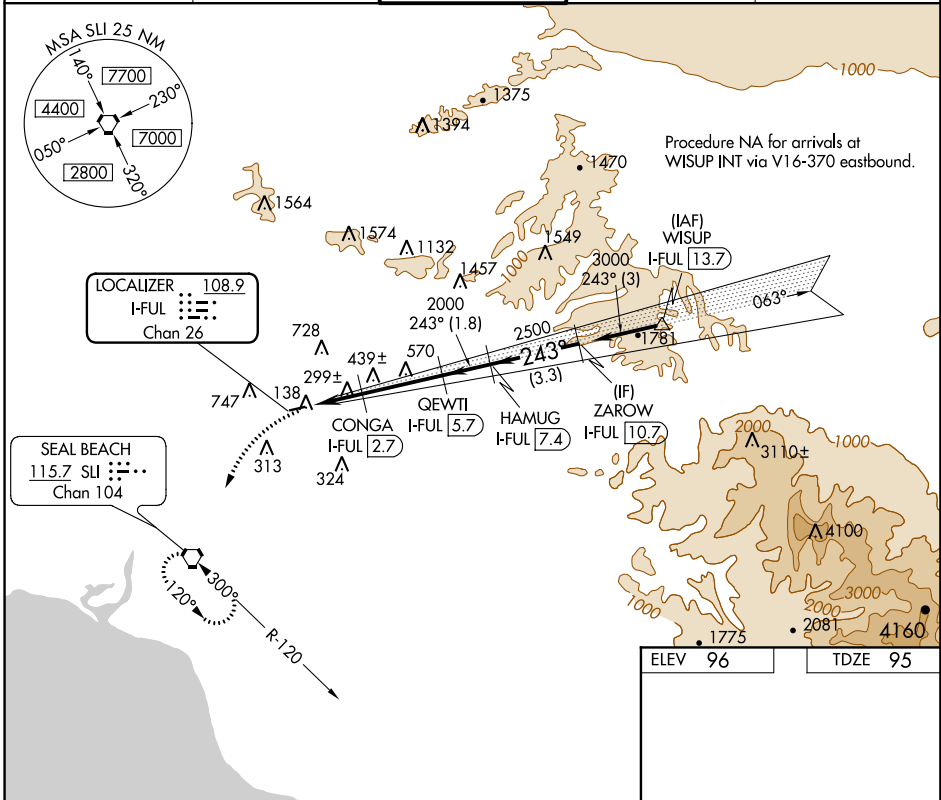 MSA SLI 25 NM
140°
7700
230°
4400
7000
050°
2800
320°
1000
1375
1394
Procedure NA for arrivals at
WISUP INT via V16-370 eastbound.
1470
1564
1574
1132
1549
1000
1457
(IAF)
WISUP
I-FUL 13.7
3000
243° (3)
063°
LOCALIZER 108.9
I-FUL
Chan 26
2000
243° (1.8)
2500
243°
(3.3)
1781
728
439±
570
299±
747
138
CONGA
I-FUL 2.7
QEWTI
I-FUL 5.7
HAMUG
I-FUL 7.4
(IF)
ZAROW
I-FUL 10.7
313
324
2000
1000
3110±
SEAL BEACH
115.7 SLI
Chan 104
4100
300°
120°
R-120
1000
3000
2000
2081
1775
4160
ELEV 96
TDZE 95